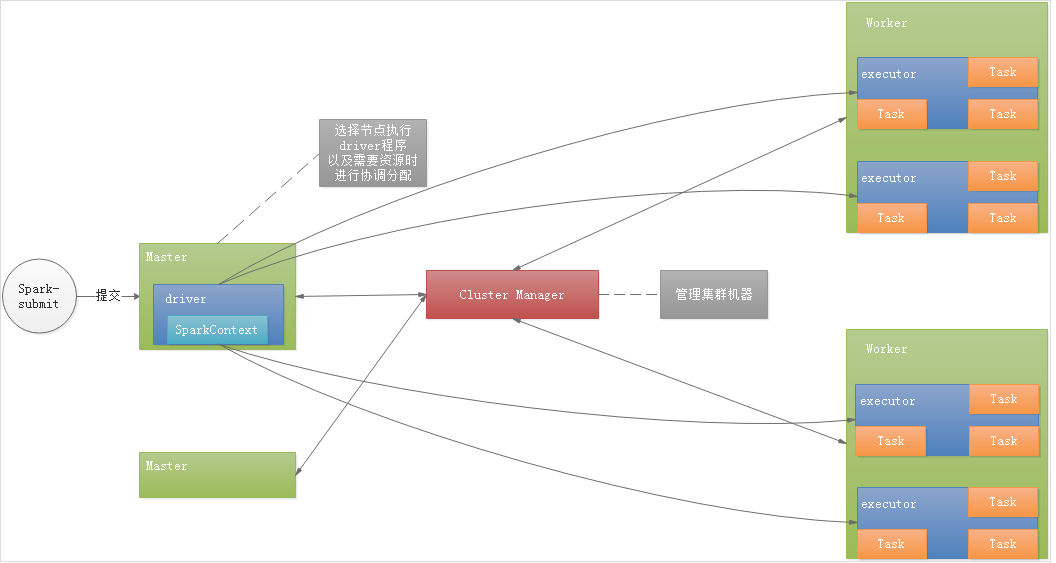 Spark-
submit
提交
选择节点执行
driver程序
以及需要资源时
进行协调分配
Master
driver
SparkContext
Master
Cluster Manager
管理集群机器
Worker
executor
Task
Task
Task
executor
Task
Task
Task
Worker
executor
Task
Task
Task
executor
Task
Task
Task